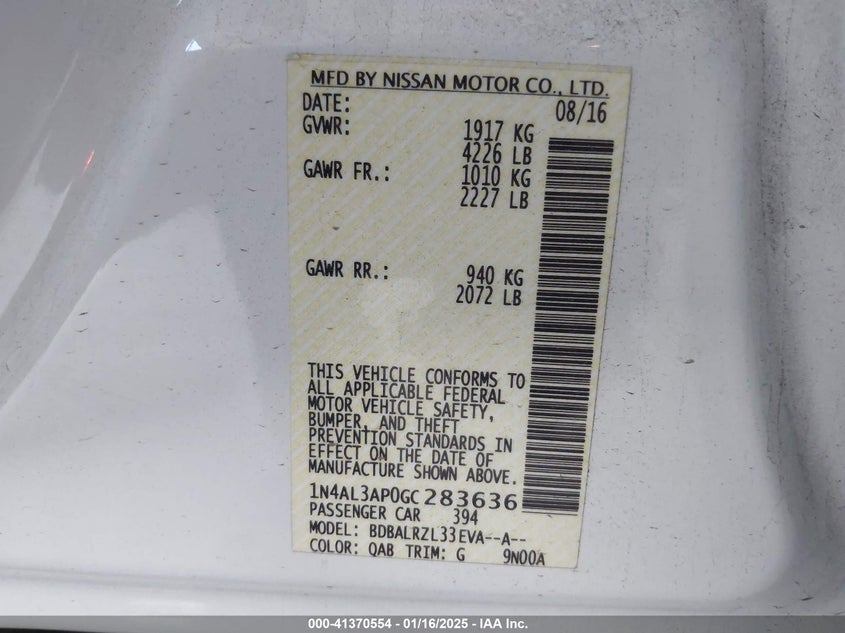 MFD BY NISSAN MOTOR CO., LTD.
DATE: 08/16
GVWR: 1917 KG
4226 LB
GAWR FR.: 1010 KG
2227 LB
GAWR RR.: 940 KG
2072 LB
THIS VEHICLE CONFORMS TO
ALL APPLICABLE FEDERAL
MOTOR VEHICLE SAFETY,
BUMPER, AND THEFT
PREVENTION STANDARDS IN
EFFECT ON THE DATE OF
MANUFACTURE SHOWN ABOVE.
1N4AL3AP0GC283636
PASSENGER CAR 394
MODEL: BDBALRZL33EVA--A--
COLOR: QAB TRIM: G 9N00A
000-41370554 - 01/16/2025 - IAA Inc.